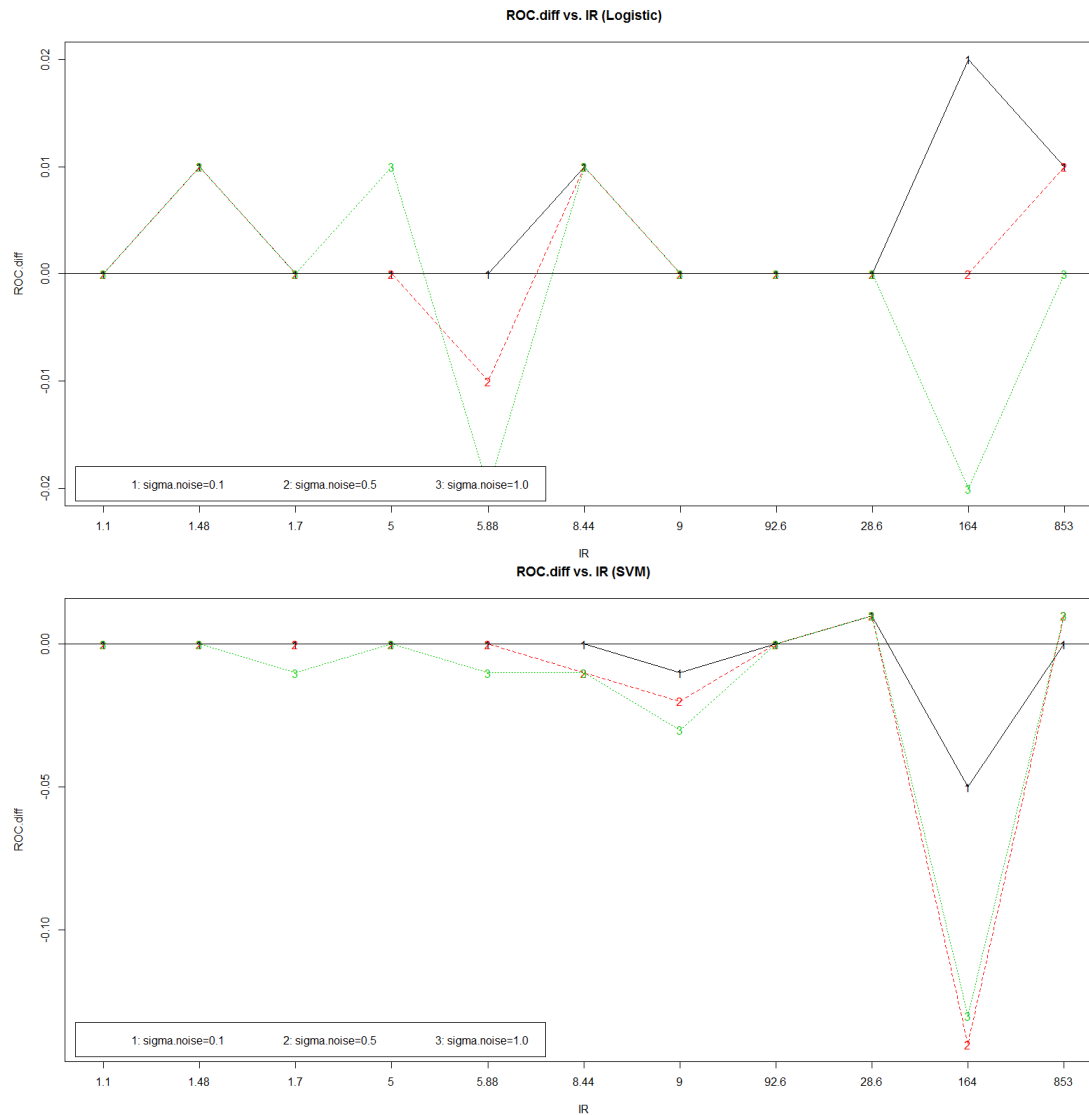 ROC.diff vs. IR (Logistic)
0.02
0.01
0.00
-0.01
-0.02
ROC.diff
1: sigma.noise=0.1 2: sigma.noise=0.5 3: sigma.noise=1.0
1.1 1.48 1.7 5 5.88 8.44 9 92.6 28.6 164 853
IR
ROC.diff vs. IR (SVM)
0.00
-0.05
-0.10
ROC.diff
1: sigma.noise=0.1 2: sigma.noise=0.5 3: sigma.noise=1.0
1.1 1.48 1.7 5 5.88 8.44 9 92.6 28.6 164 853
IR